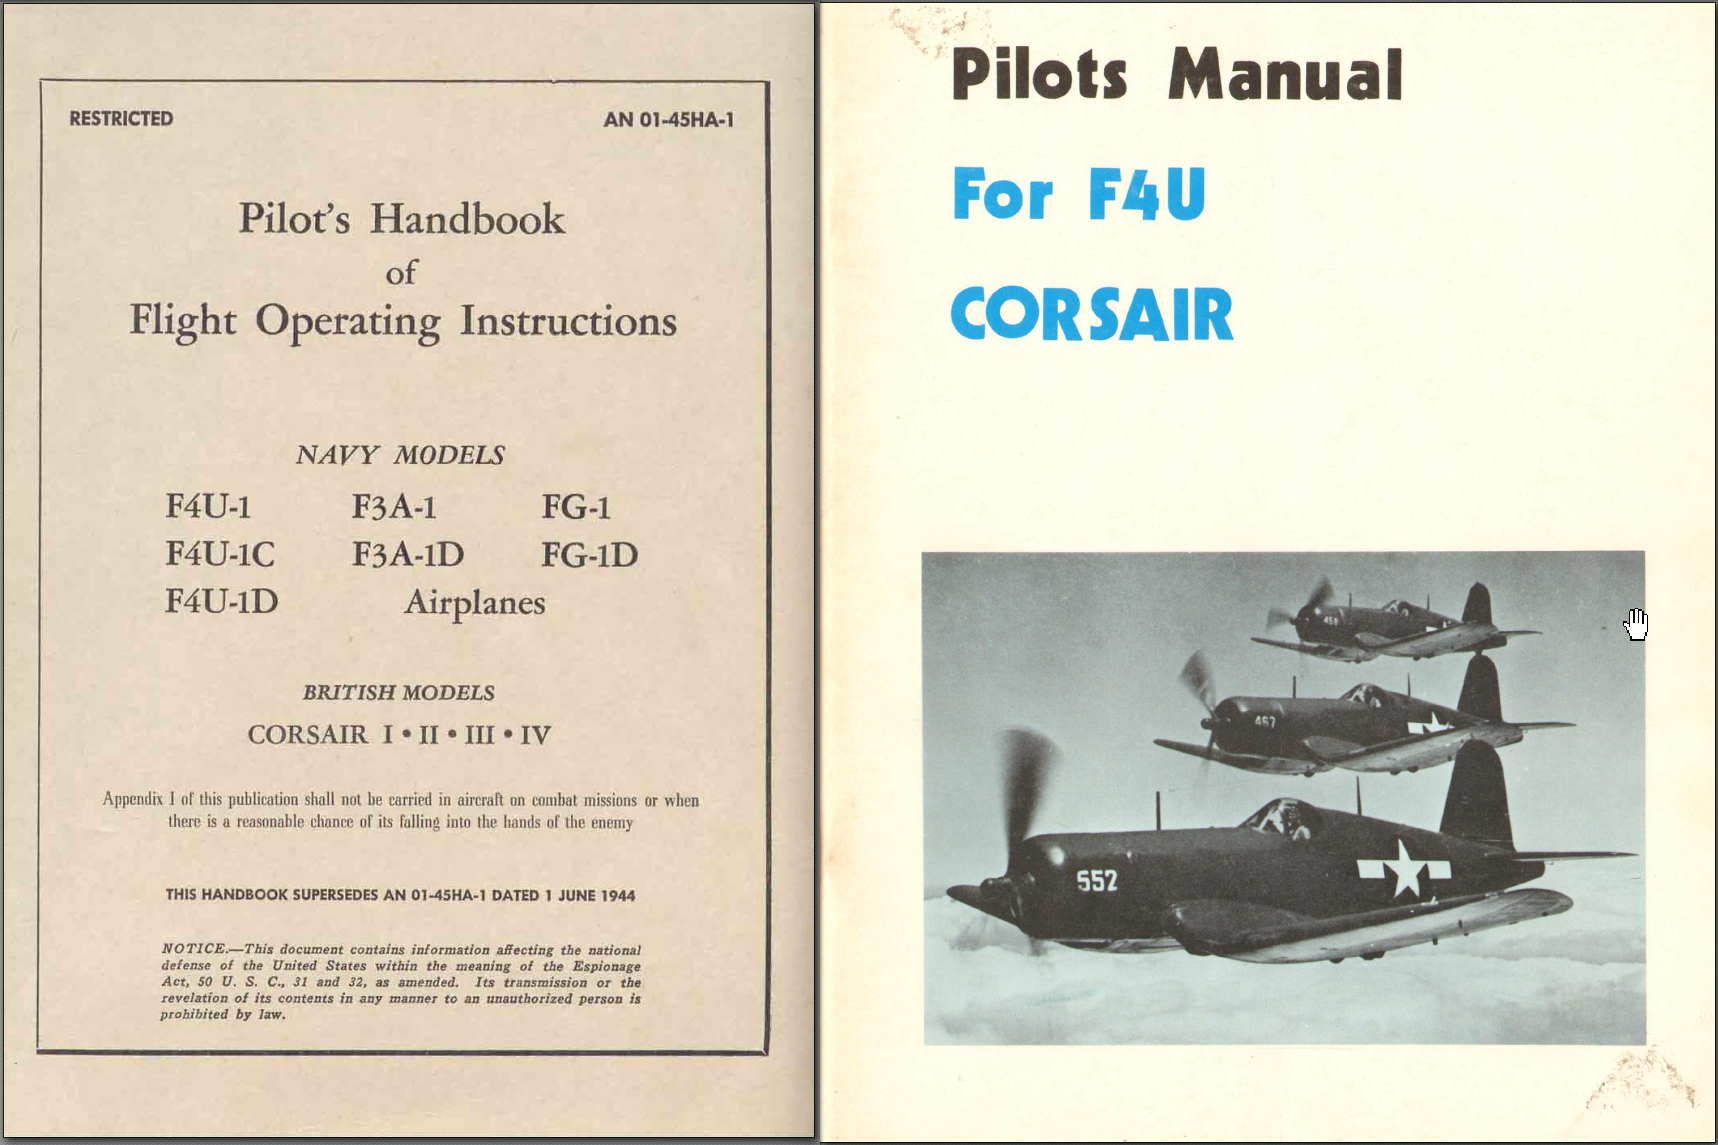 RESTRICTED
AN 01-45HA-1
Pilot's Handbook
of
Flight Operating Instructions
NAVY MODELS
F4U-1 F3A-1 FG-1
F4U-1C F3A-1D FG-1D
F4U-1D Airplanes
BRITISH MODELS
CORSAIR I • II • III • IV
Appendix I of this publication shall not be carried in aircraft on combat missions or when
there is a reasonable chance of its falling into the hands of the enemy
THIS HANDBOOK SUPERSEDES AN 01-45HA-1 DATED 1 JUNE 1944
NOTICE.—This document contains information affecting the national
defense of the United States within the meaning of the Espionage
Act, 50 U. S. C., 31 and 32, as amended. Its transmission or the
revelation of its contents in any manner to an unauthorized person is
prohibited by law.
Pilots Manual
For F4U
CORSAIR
458
467
552